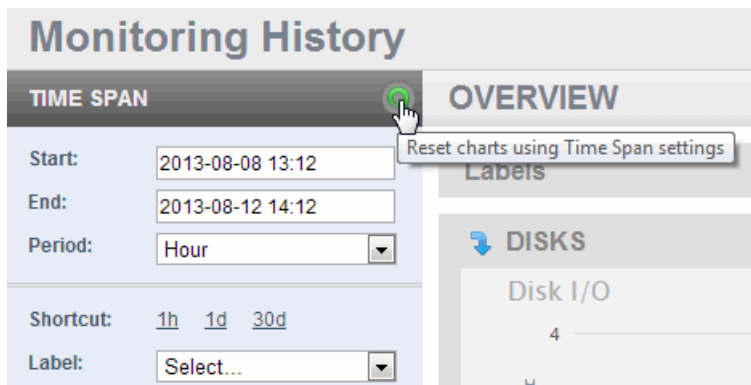 Monitoring History
TIME SPAN
OVERVIEW
Reset charts using Time Span settings
Labels
Start: 2013-08-08 13:12
End: 2013-08-12 14:12
Period: Hour
DISKS
Disk I/O
4
Shortcut: 1h 1d 30d
Label: Select...